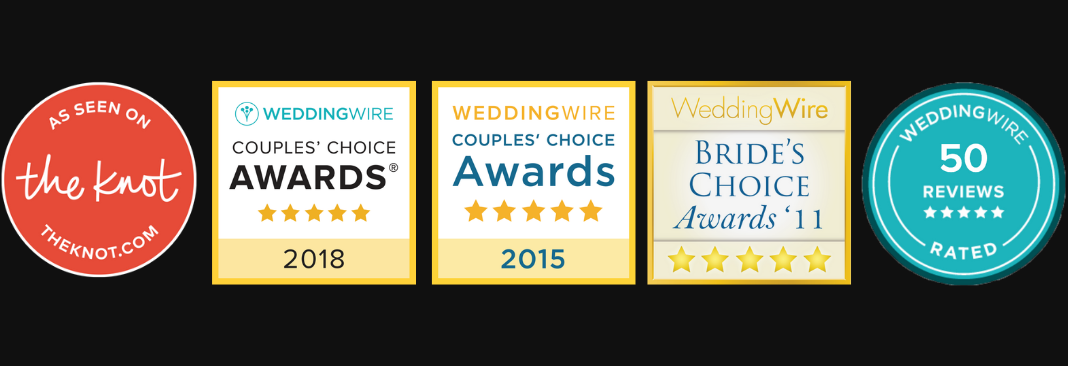 AS SEEN ON
the knot
THEKNOT.COM
WEDDINGWIRE
COUPLES' CHOICE
AWARDS®
2018
WEDDINGWIRE
COUPLES' CHOICE
Awards
2015
WeddingWire
BRIDE'S
CHOICE
Awards ‘11
WEDDINGWIRE
50
REVIEWS
RATED